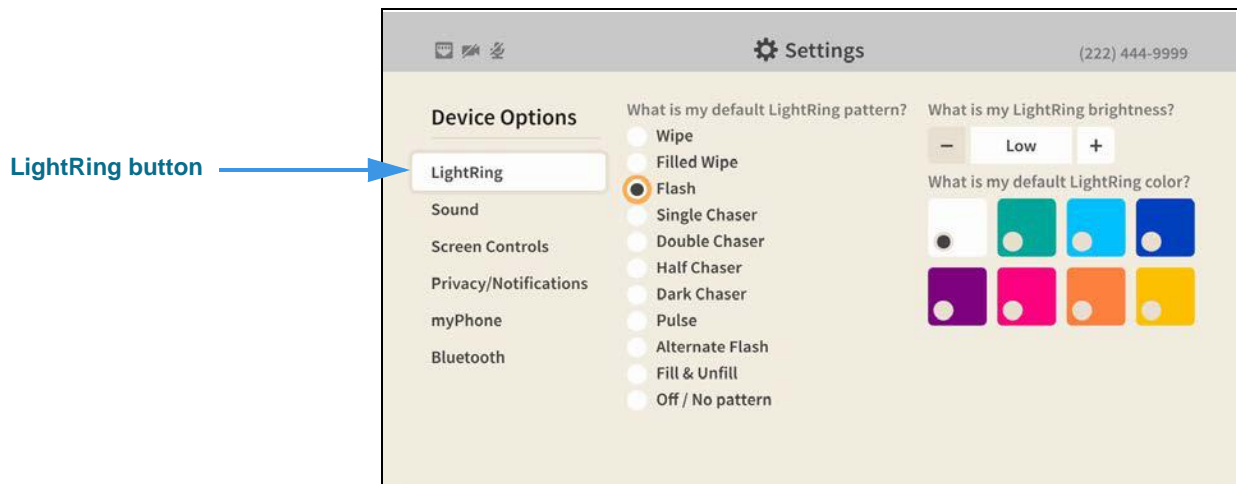 Settings
(222) 444-9999
LightRing button
Device Options
LightRing
Sound
Screen Controls
Privacy/Notifications
myPhone
Bluetooth
What is my default LightRing pattern?
Wipe
Filled Wipe
Flash
Single Chaser
Double Chaser
Half Chaser
Dark Chaser
Pulse
Alternate Flash
Fill & Unfill
Off / No pattern
What is my LightRing brightness?
− Low +
What is my default LightRing color?